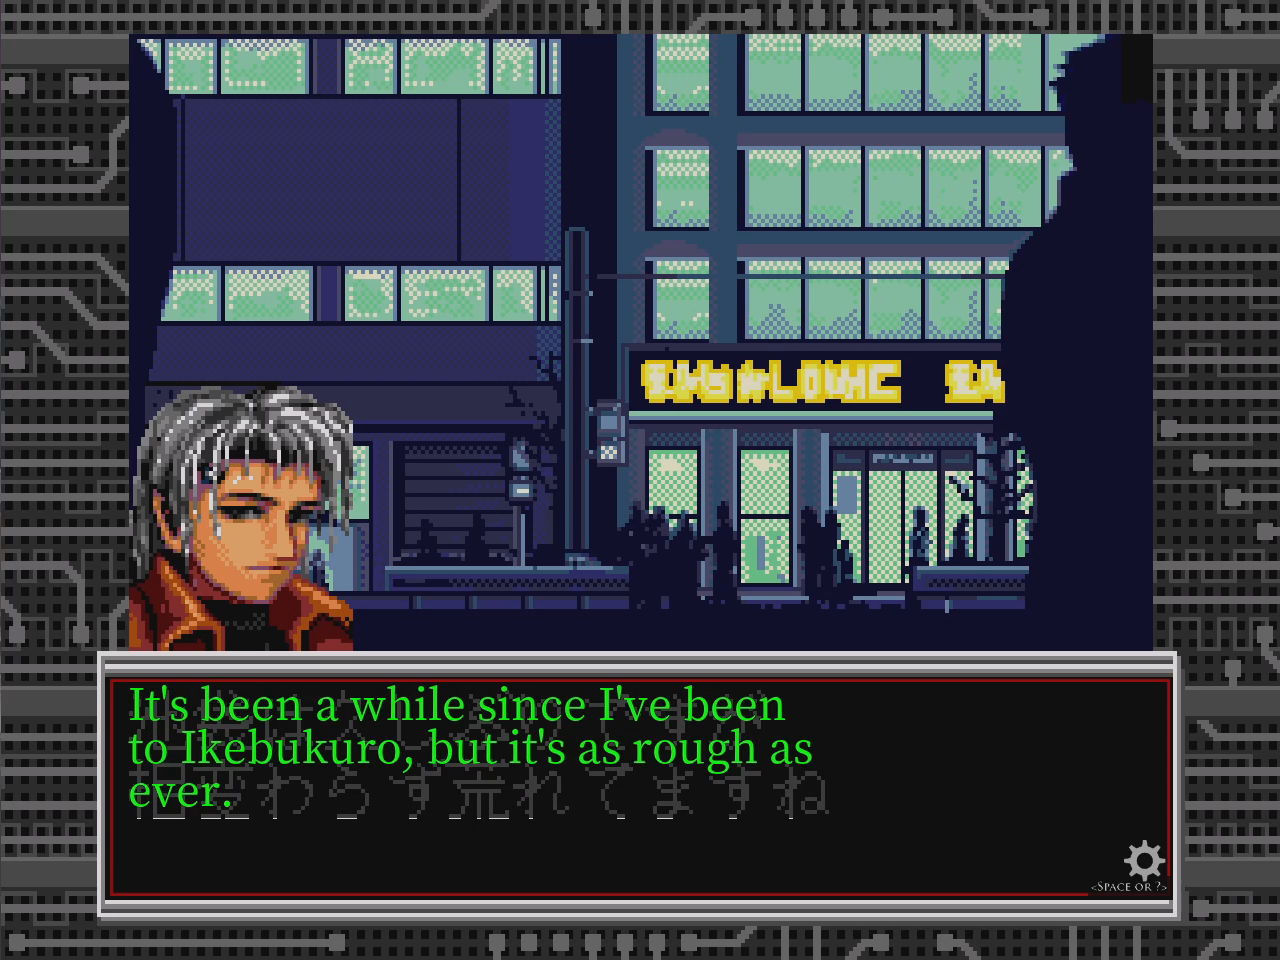 It's been a while since I've been
to Ikebukuro, but it's as rough as
ever.
相変わらず荒れてますね
<SPACE OR ?>